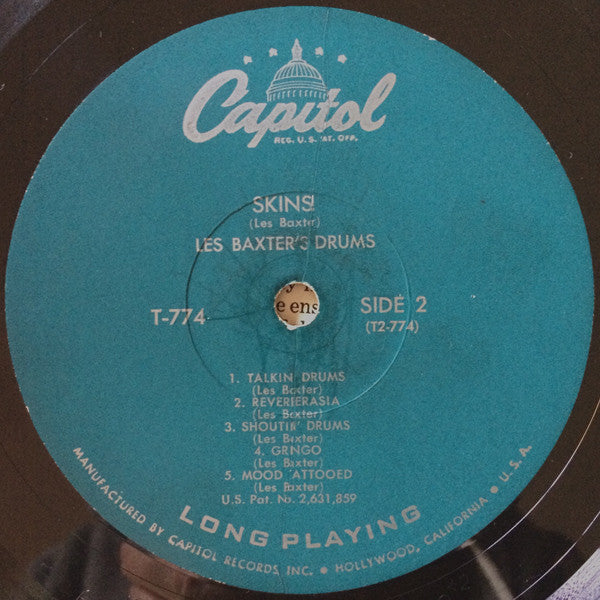 Capitol
REG. U.S. PAT. OFF.
SKINS!
(Les Baxter)
LES BAXTER'S DRUMS
T-774
SIDE 2
(T2-774)
y
e ens
1. TALKIN' DRUMS
(Les Baxter)
2. REVERBERASIA
(Les Baxter)
3. SHOUTIN' DRUMS
(Les Baxter)
4. GRINGO
(Les Baxter)
5. MOOD TATTOOED
(Les Baxter)
U.S. Pat. No. 2,631,859
LONG PLAYING
MANUFACTURED BY CAPITOL RECORDS, INC. • HOLLYWOOD, CALIFORNIA • U.S.A.